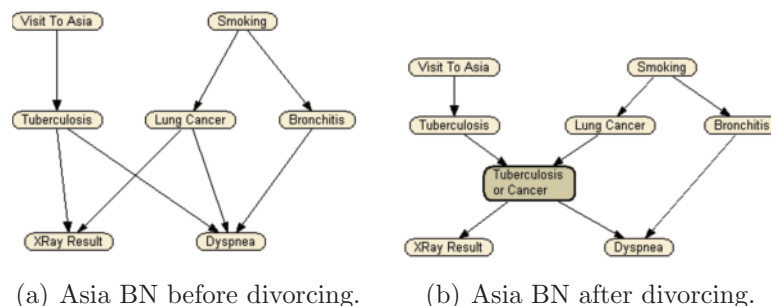 Visit To Asia
Smoking
Tuberculosis
Lung Cancer
Bronchitis
XRay Result
Dyspnea
Visit To Asia
Smoking
Tuberculosis
Lung Cancer
Bronchitis
Tuberculosis
or Cancer
XRay Result
Dyspnea
(a) Asia BN before divorcing.
(b) Asia BN after divorcing.